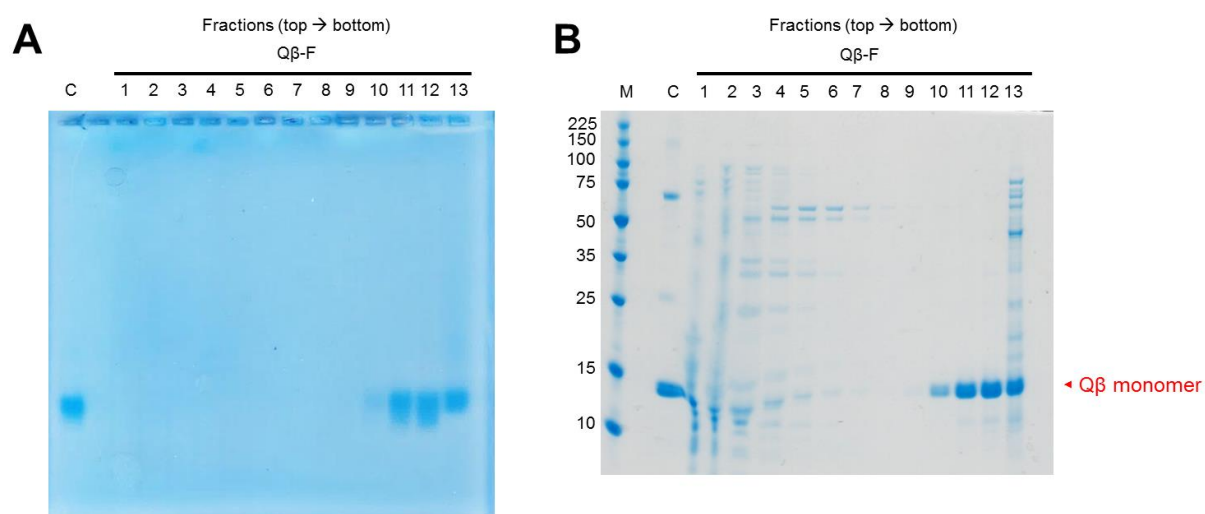 A
Fractions (top → bottom)
Qβ-F
C 1 2 3 4 5 6 7 8 9 10 11 12 13
B
Fractions (top → bottom)
Qβ-F
M C 1 2 3 4 5 6 7 8 9 10 11 12 13
225
150
100
75
50
35
25
15
10
Qβ monomer